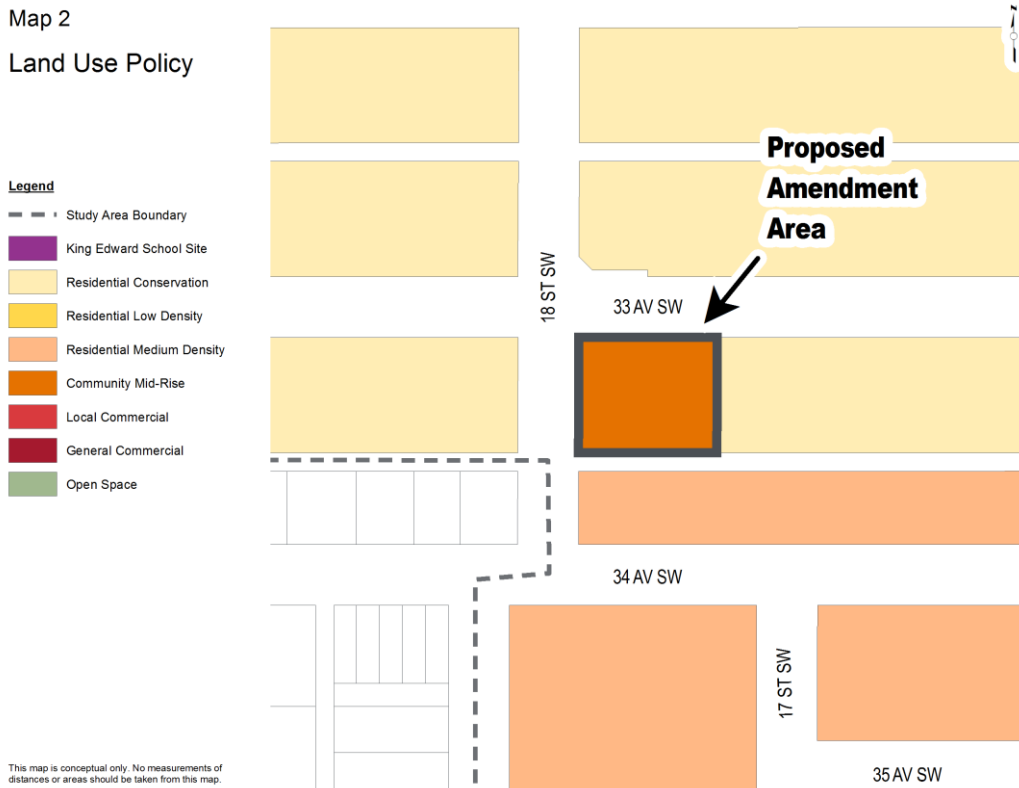 Map 2
Land Use Policy
Legend
Study Area Boundary
King Edward School Site
Residential Conservation
Residential Low Density
Residential Medium Density
Community Mid-Rise
Local Commercial
General Commercial
Open Space
This map is conceptual only. No measurements of
distances or areas should be taken from this map.
N
Proposed
Amendment
Area
18 ST SW
33 AV SW
34 AV SW
17 ST SW
35 AV SW